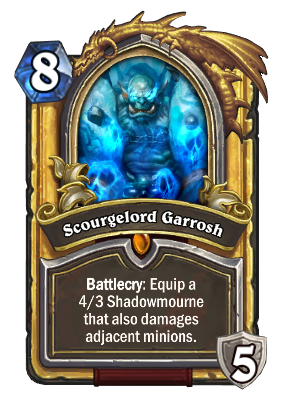 8
Scourgelord Garrosh
Battlecry: Equip a
4/3 Shadowmourne
that also damages
adjacent minions.
5